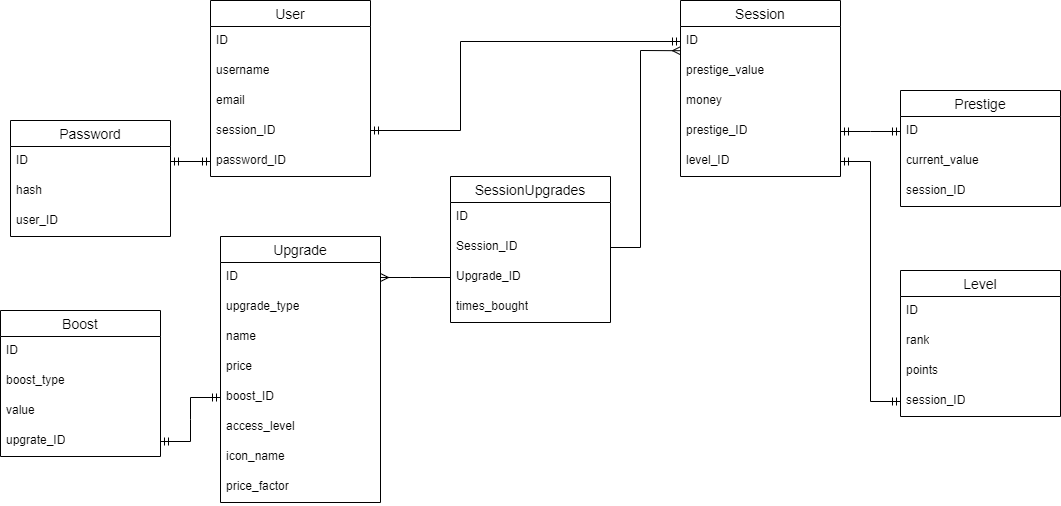 User
ID
username
email
session_ID
password_ID
Session
ID
prestige_value
money
prestige_ID
level_ID
Prestige
ID
current_value
session_ID
Password
ID
hash
user_ID
SessionUpgrades
ID
Session_ID
Upgrade_ID
times_bought
Upgrade
ID
upgrade_type
name
price
boost_ID
access_level
icon_name
price_factor
Level
ID
rank
points
session_ID
Boost
ID
boost_type
value
upgrate_ID